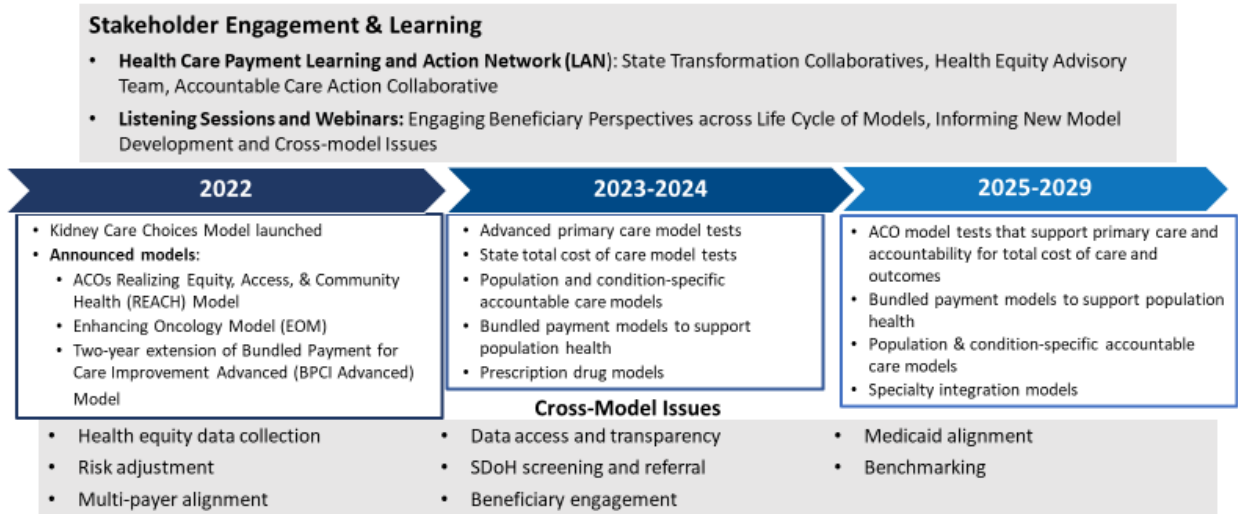 Stakeholder Engagement & Learning
• Health Care Payment Learning and Action Network (LAN): State Transformation Collaboratives, Health Equity Advisory
Team, Accountable Care Action Collaborative
• Listening Sessions and Webinars: Engaging Beneficiary Perspectives across Life Cycle of Models, Informing New Model
Development and Cross-model Issues
2022
• Kidney Care Choices Model launched
• Announced models:
• ACOs Realizing Equity, Access, & Community
Health (REACH) Model
• Enhancing Oncology Model (EOM)
• Two-year extension of Bundled Payment for
Care Improvement Advanced (BPCI Advanced)
Model
2023-2024
• Advanced primary care model tests
• State total cost of care model tests
• Population and condition-specific
accountable care models
• Bundled payment models to support
population health
• Prescription drug models
2025-2029
• ACO model tests that support primary care and
accountability for total cost of care and
outcomes
• Bundled payment models to support population
health
• Population & condition-specific accountable
care models
• Specialty integration models
Cross-Model Issues
• Health equity data collection
• Risk adjustment
• Multi-payer alignment
• Data access and transparency
• SDoH screening and referral
• Beneficiary engagement
• Medicaid alignment
• Benchmarking